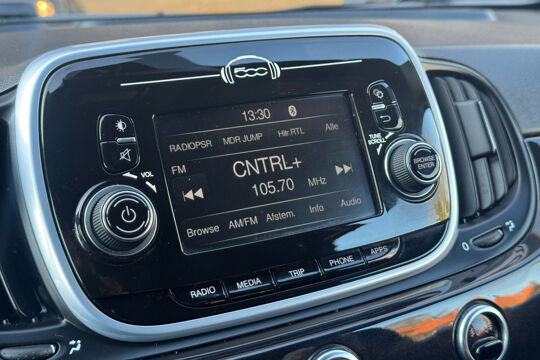 500
13:30
RADIOPSR MDR JUMP Hitr.RTL Alle
FM
CNTRL+
105.70 MHz
Browse AM/FM Afstem. Info Audio
VOL
TUNE
SCROLL
BROWSE
ENTER
RADIO MEDIA TRIP PHONE APPS
0